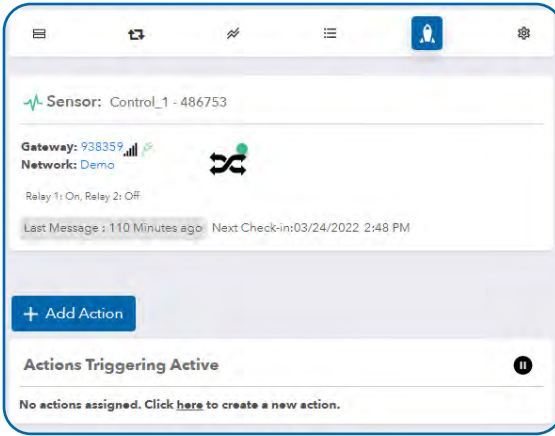 Sensor: Control_1 - 486753
Gateway: 938359
Network: Demo
Relay 1: On, Relay 2: Off
Last Message : 110 Minutes ago Next Check-in:03/24/2022 2:48 PM
+ Add Action
Actions Triggering Active
No actions assigned. Click here to create a new action.